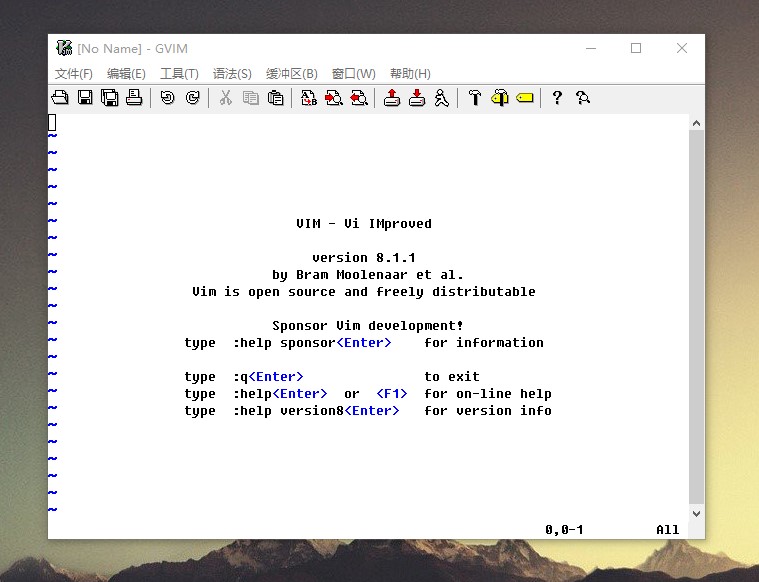 [No Name] - GVIM
文件(F) 编辑(E) 工具(T) 语法(S) 缓冲区(B) 窗口(W) 帮助(H)
~
~
~
~
~
~
VIM - Vi IMproved
~
~
version 8.1.1
~
by Bram Moolenaar et al.
~
Vim is open source and freely distributable
~
~
Sponsor Vim development!
~
type :help sponsor<Enter> for information
~
~
type :q<Enter> to exit
~
type :help<Enter> or <F1> for on-line help
~
type :help version8<Enter> for version info
~
~
~
~
~
~
0,0-1 All